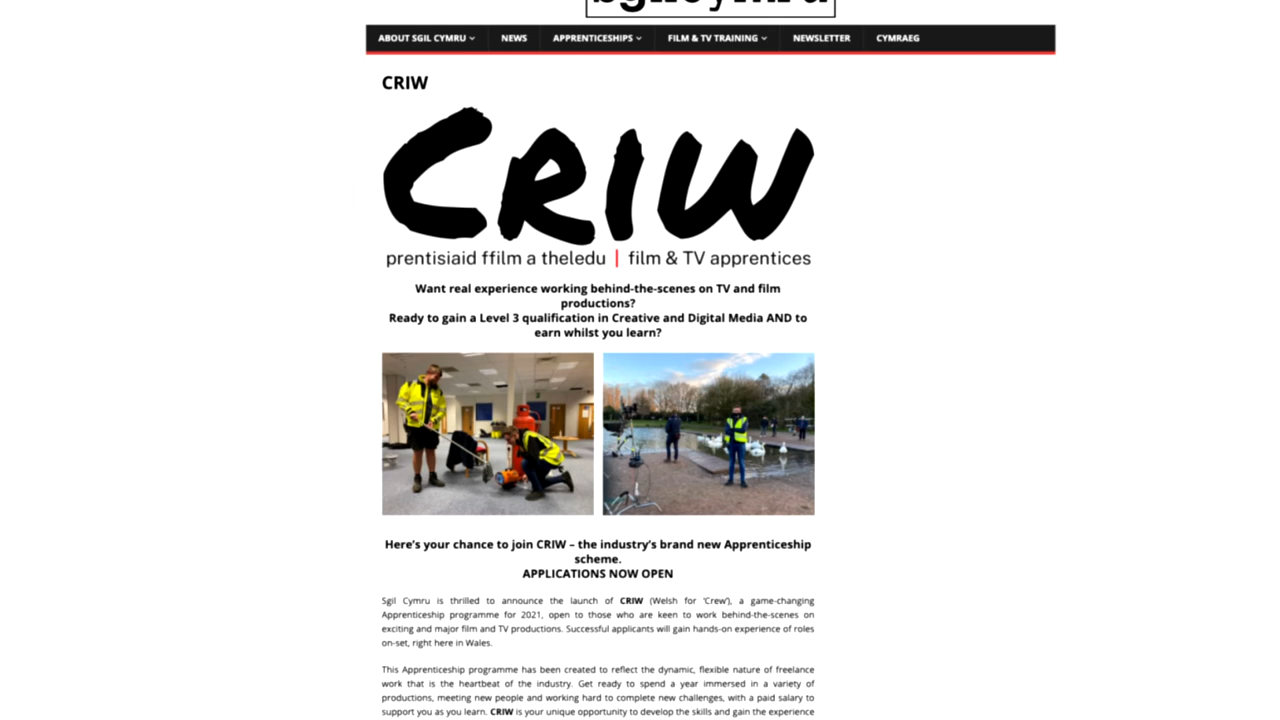 sgilcymru
ABOUT SGIL CYMRU NEWS APPRENTICESHIPS FILM & TV TRAINING NEWSLETTER CYMRAEG
CRIW
CRIW
prentisiaid ffilm a theledu | film & TV apprentices
Want real experience working behind-the-scenes on TV and film
productions?
Ready to gain a Level 3 qualification in Creative and Digital Media AND to
earn whilst you learn?
Here's your chance to join CRIW – the industry's brand new Apprenticeship
scheme.
APPLICATIONS NOW OPEN
Sgil Cymru is thrilled to announce the launch of CRIW (Welsh for 'Crew'), a game-changing
Apprenticeship programme for 2021, open to those who are keen to work behind-the-scenes on
exciting and major film and TV productions. Successful applicants will gain hands-on experience of roles
on-set, right here in Wales.
This Apprenticeship programme has been created to reflect the dynamic, flexible nature of freelance
work that is the heartbeat of the industry. Get ready to spend a year immersed in a variety of
productions, meeting new people and working hard to complete new challenges, with a paid salary to
support you as you learn. CRIW is your unique opportunity to develop the skills and gain the experience